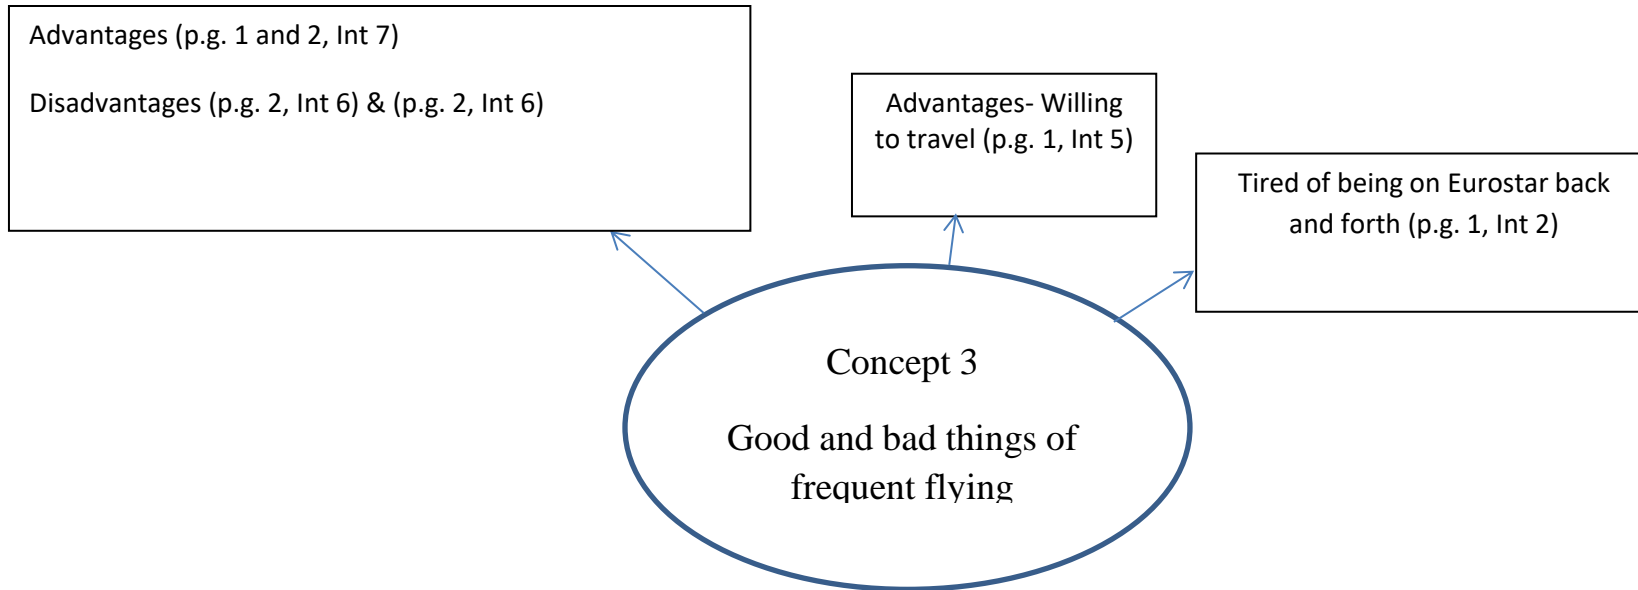 Advantages (p.g. 1 and 2, Int 7)
Disadvantages (p.g. 2, Int 6) & (p.g. 2, Int 6)
Advantages- Willing
to travel (p.g. 1, Int 5)
Tired of being on Eurostar back
and forth (p.g. 1, Int 2)
Concept 3
Good and bad things of
frequent flying